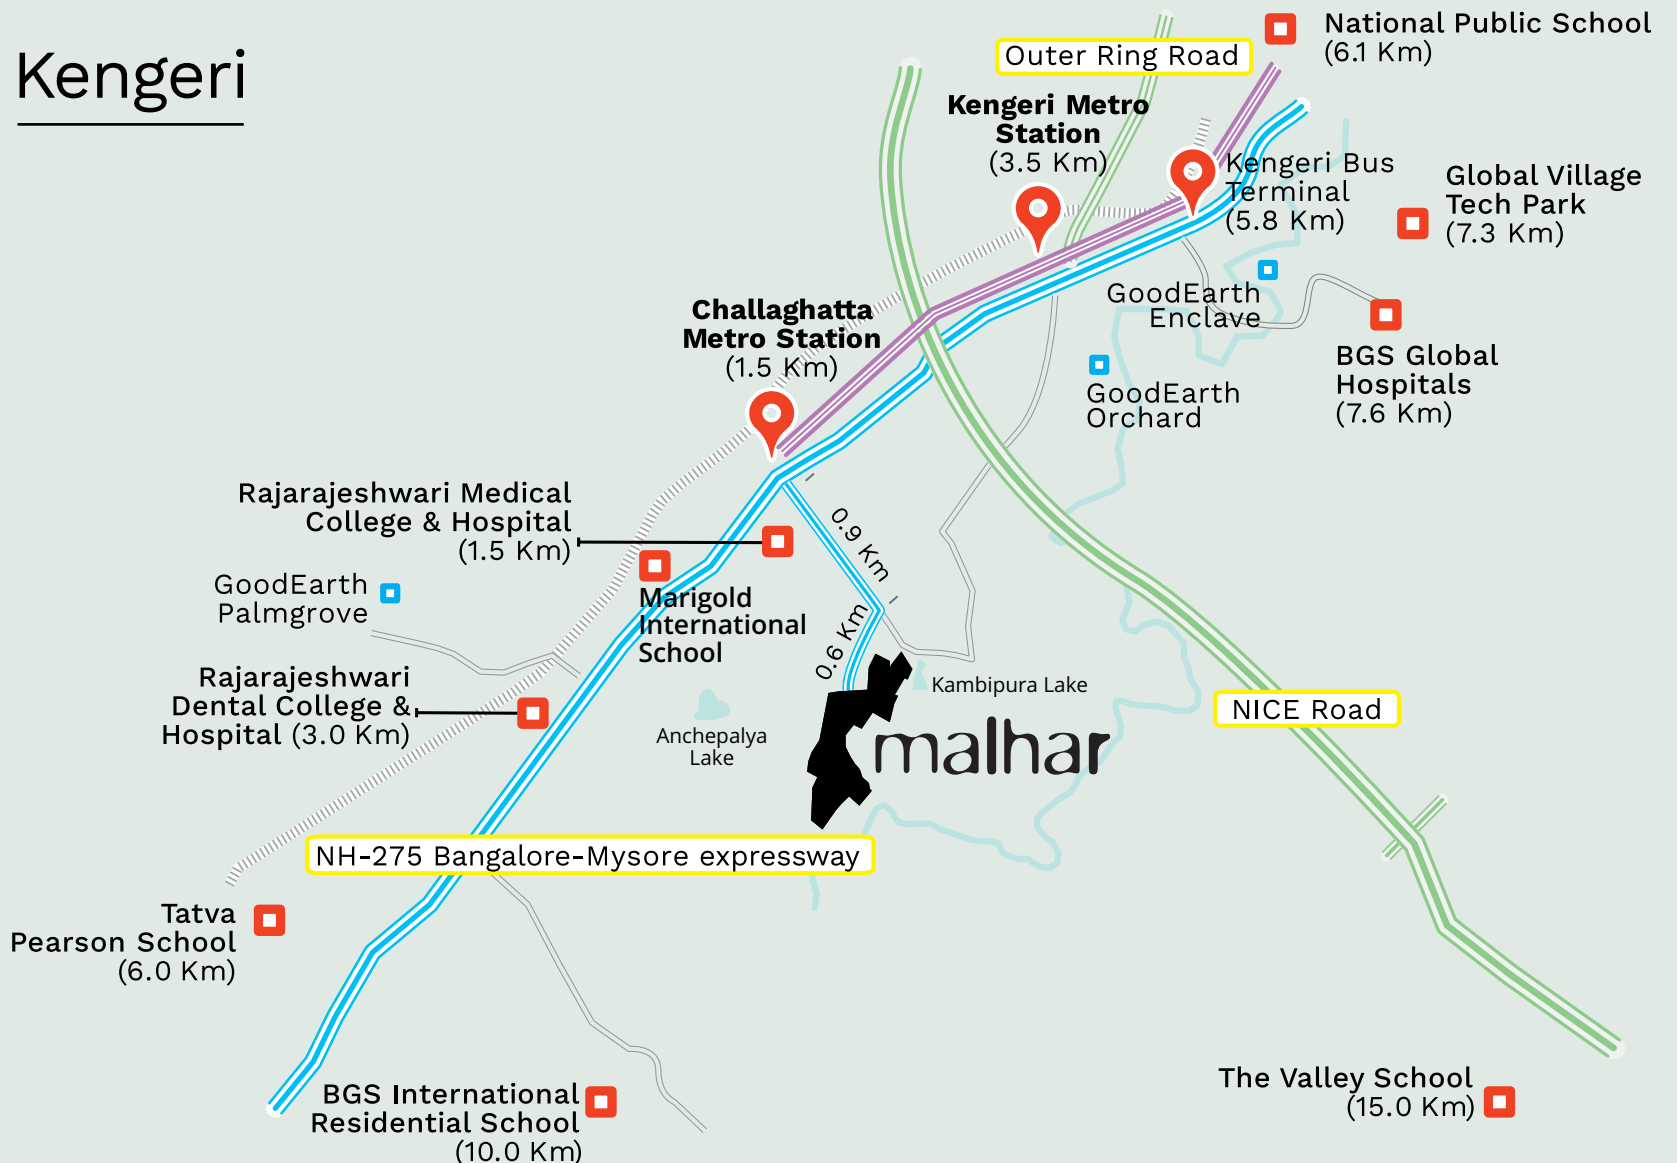 Kengeri
National Public School
(6.1 Km)
Outer Ring Road
Kengeri Metro
Station
(3.5 Km)
Kengeri Bus
Terminal
(5.8 Km)
Global Village
Tech Park
(7.3 Km)
GoodEarth
Enclave
Challaghatta
Metro Station
(1.5 Km)
BGS Global
Hospitals
(7.6 Km)
GoodEarth
Orchard
Rajarajeshwari Medical
College & Hospital
(1.5 Km)
0.9 Km
GoodEarth
Palmgrove
Marigold
International
School
0.6 Km
Rajarajeshwari
Dental College &
Hospital (3.0 Km)
Kambipura Lake
NICE Road
Anchepalya
Lake
malhar
NH-275 Bangalore-Mysore expressway
Tatva
Pearson School
(6.0 Km)
BGS International
Residential School
(10.0 Km)
The Valley School
(15.0 Km)